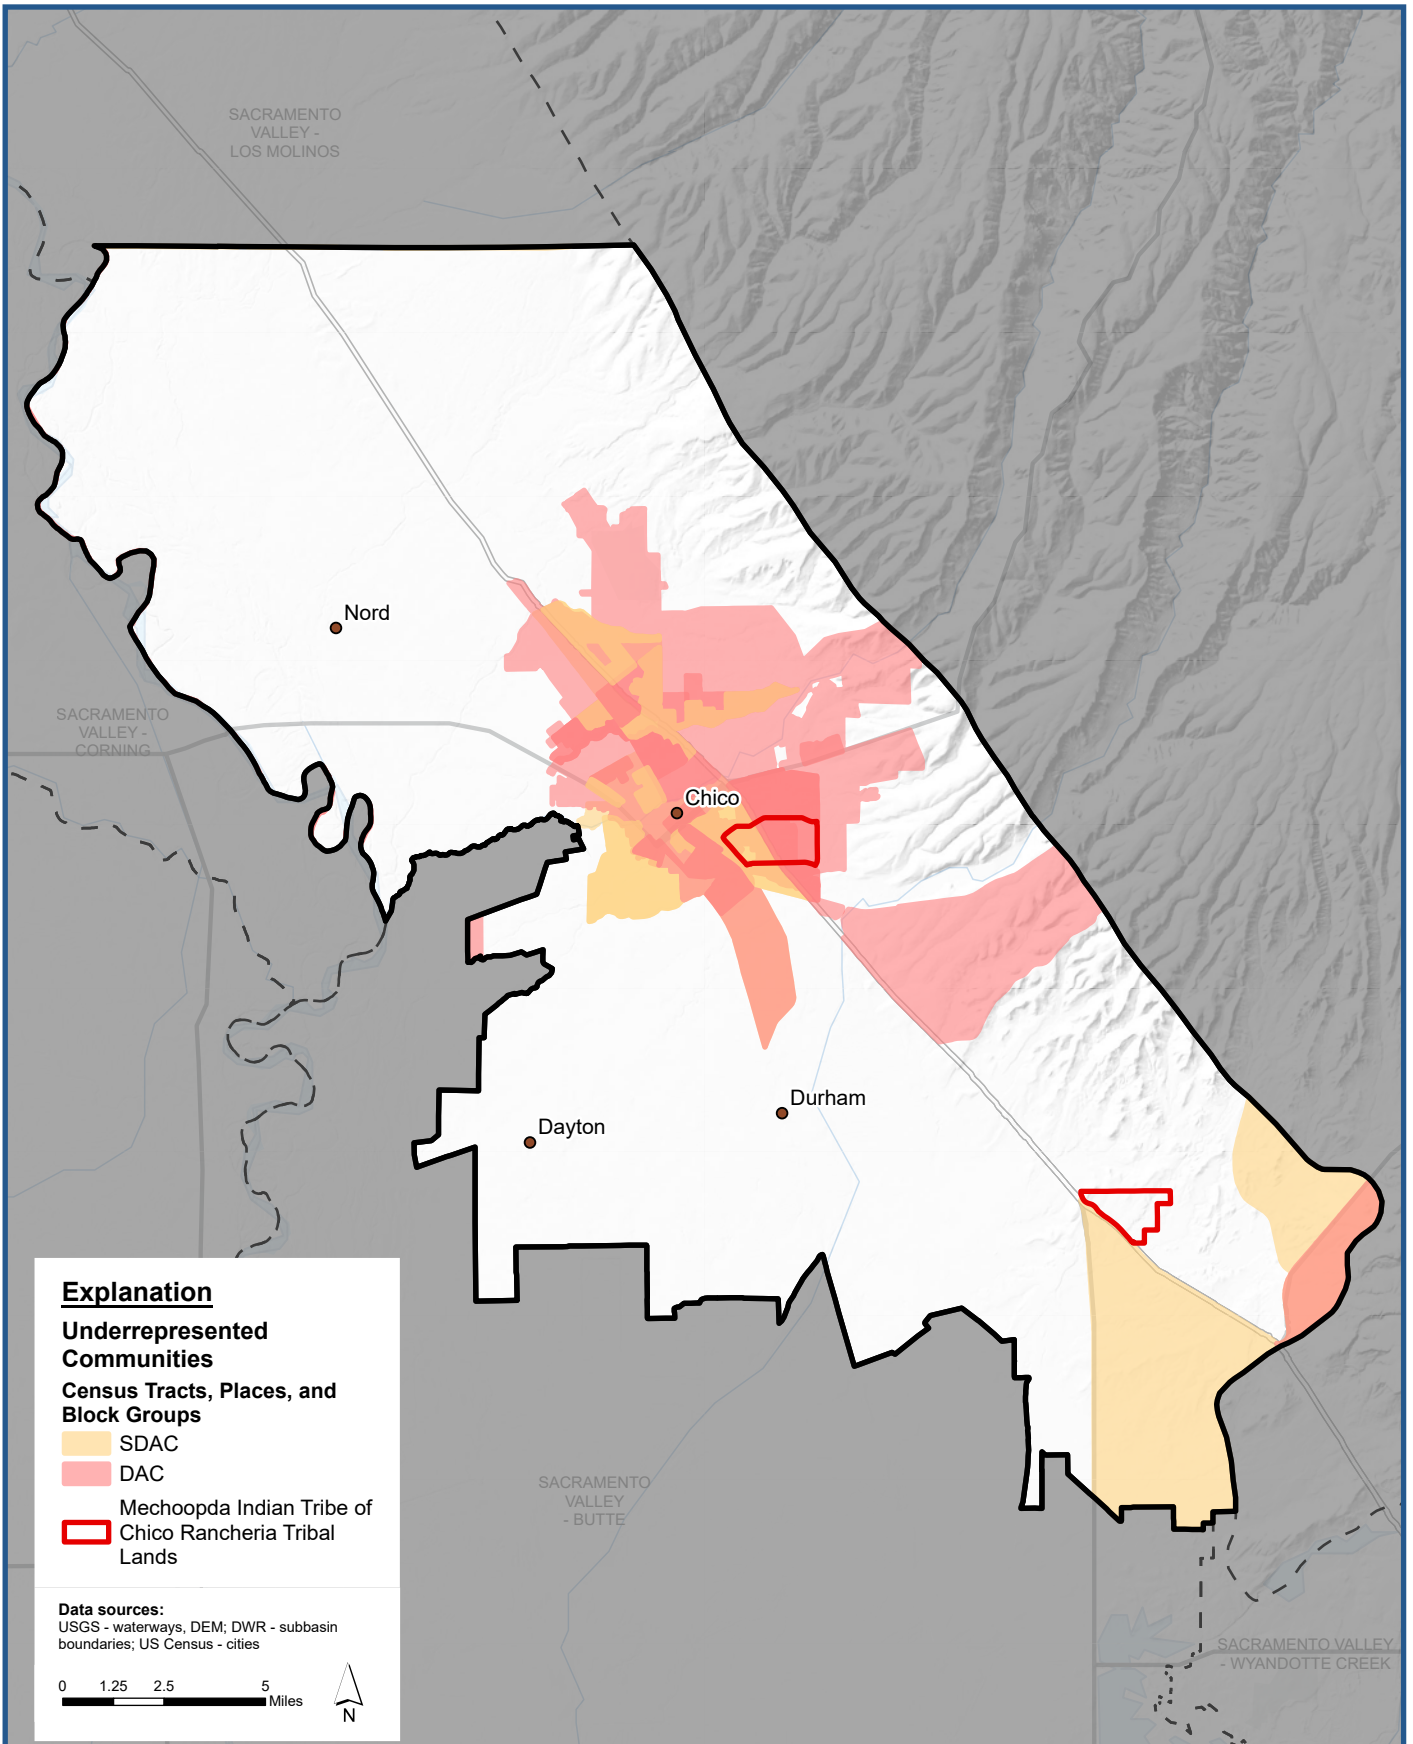 SACRAMENTO
VALLEY -
LOS MOLINOS
Nord
SACRAMENTO
VALLEY -
CORNING
Chico
Durham
Dayton
Explanation
Underrepresented
Communities
Census Tracts, Places, and
Block Groups
SDAC
DAC
Mechoopda Indian Tribe of
Chico Rancheria Tribal
Lands
Data sources:
USGS - waterways, DEM; DWR - subbasin
boundaries; US Census - cities
0 1.25 2.5 5
Miles
N
SACRAMENTO
VALLEY
- BUTTE
SACRAMENTO VALLEY
- WYANDOTTE CREEK